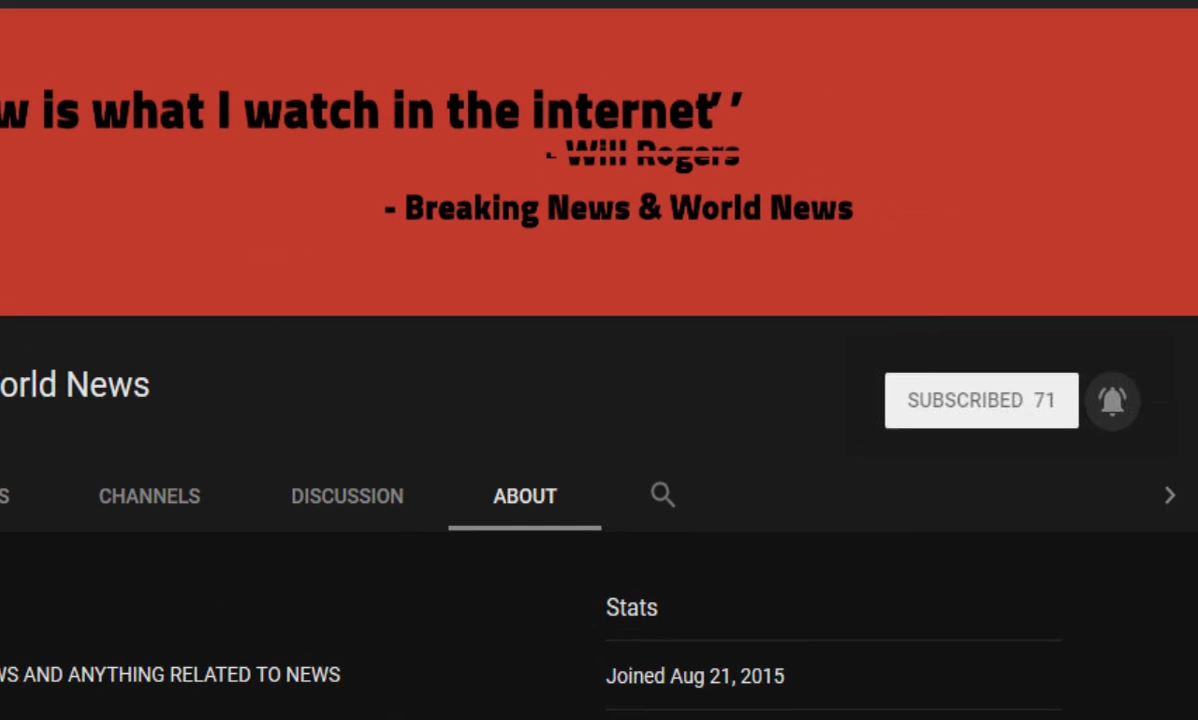 w is what I watch in the internet’ ’
- Will Rogers
- Breaking News & World News
orld News
SUBSCRIBED 71
S CHANNELS DISCUSSION ABOUT
Stats
WS AND ANYTHING RELATED TO NEWS
Joined Aug 21, 2015